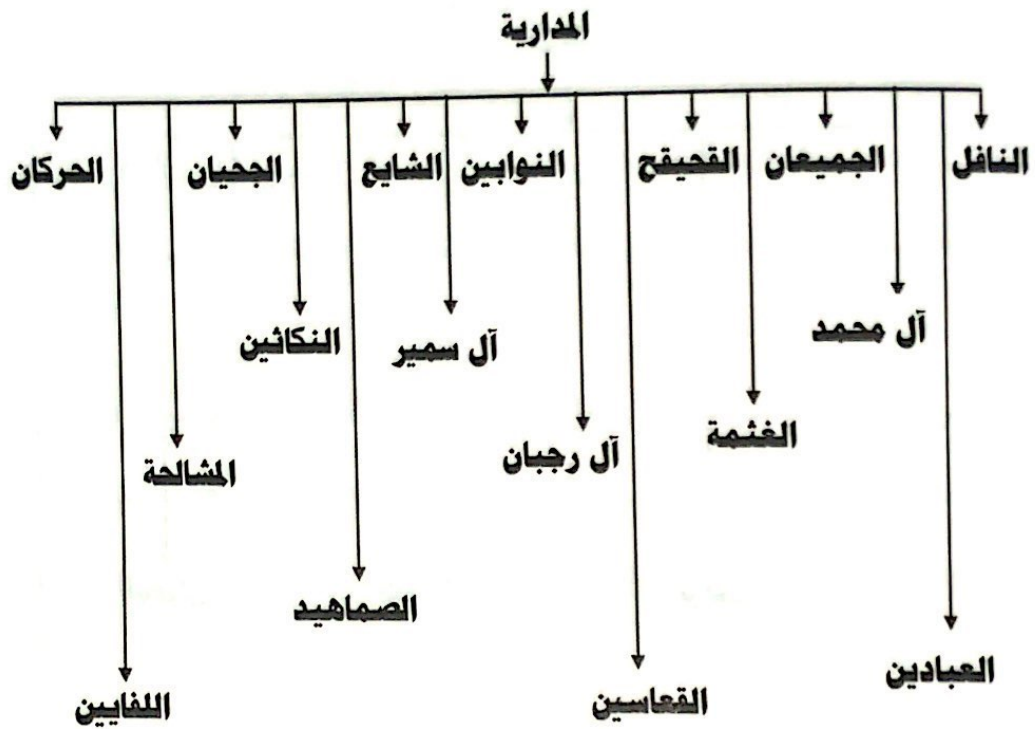 المدارية
النافل
الجميعان
القحيقح
النوابين
الشايع
الجحيان
الحركان
آل محمد
آل سمير
النكاثين
الغثمة
آل رجبان
المشالحة
الصماهيد
العبادين
القعاسين
اللفايين